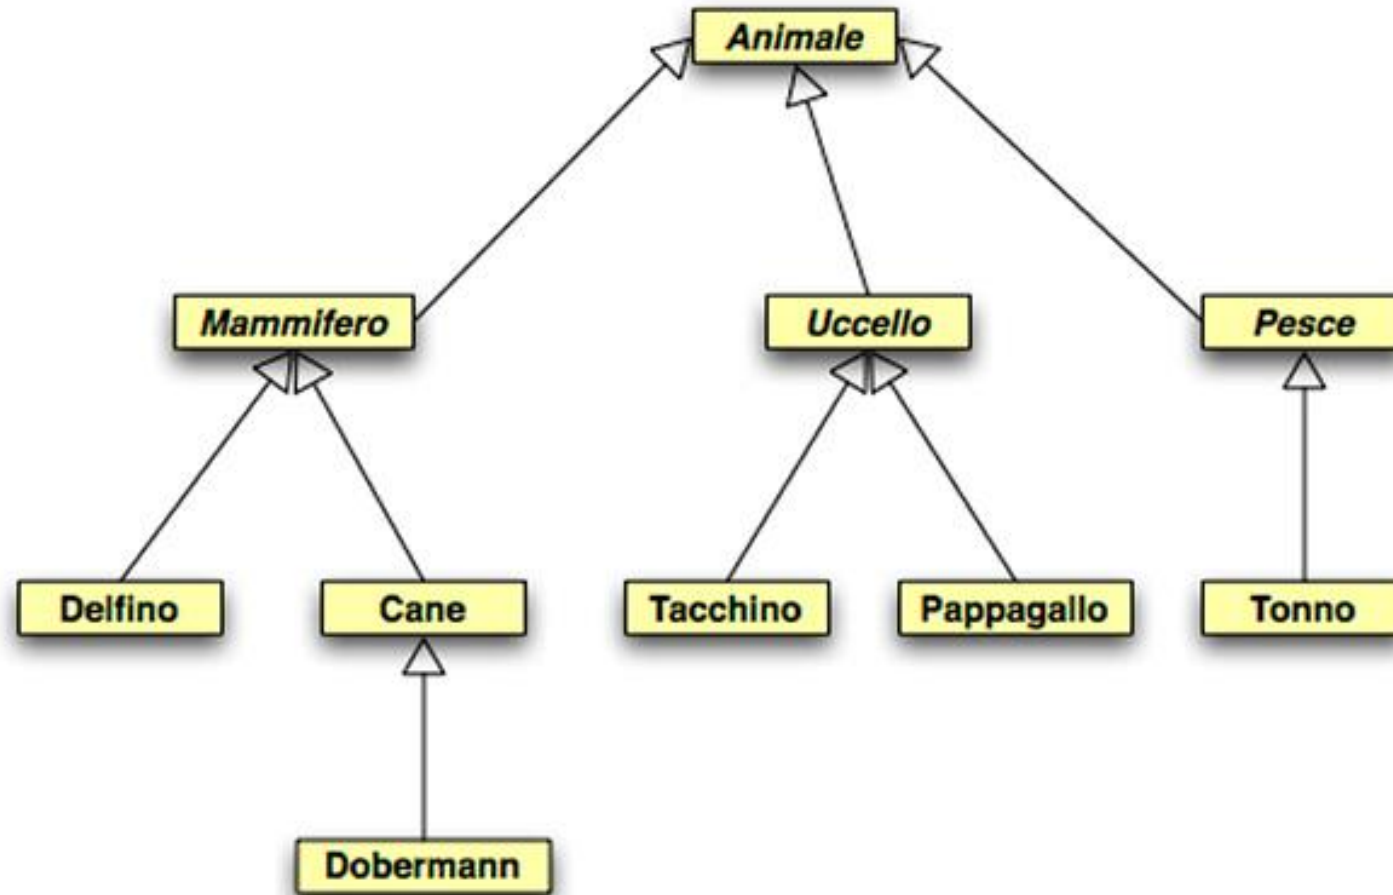 Animale
Mammifero
Uccello
Pesce
Delfino
Cane
Tacchino
Pappagallo
Tonno
Dobermann